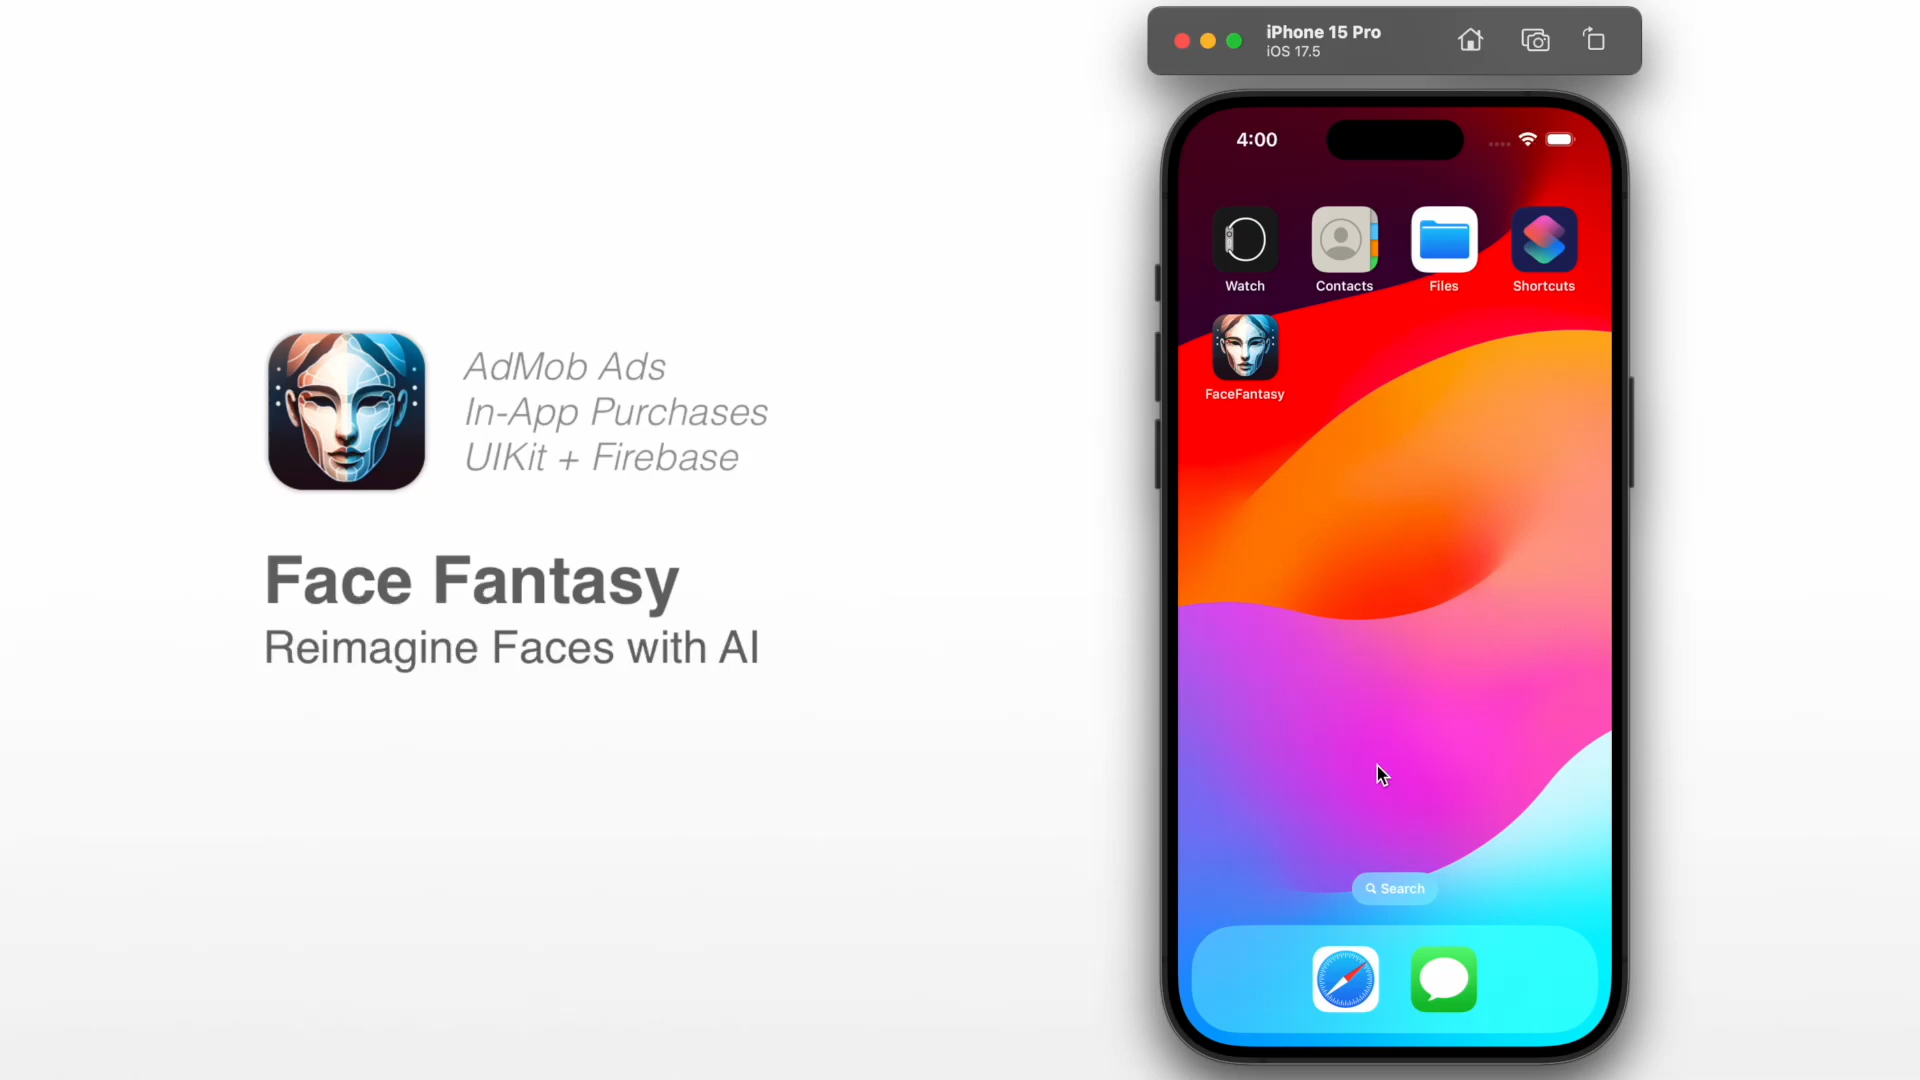 AdMob Ads
In-App Purchases
UIKit + Firebase
Face Fantasy
Reimagine Faces with AI
iPhone 15 Pro
iOS 17.5
4:00
Watch
Contacts
Files
Shortcuts
FaceFantasy
Search